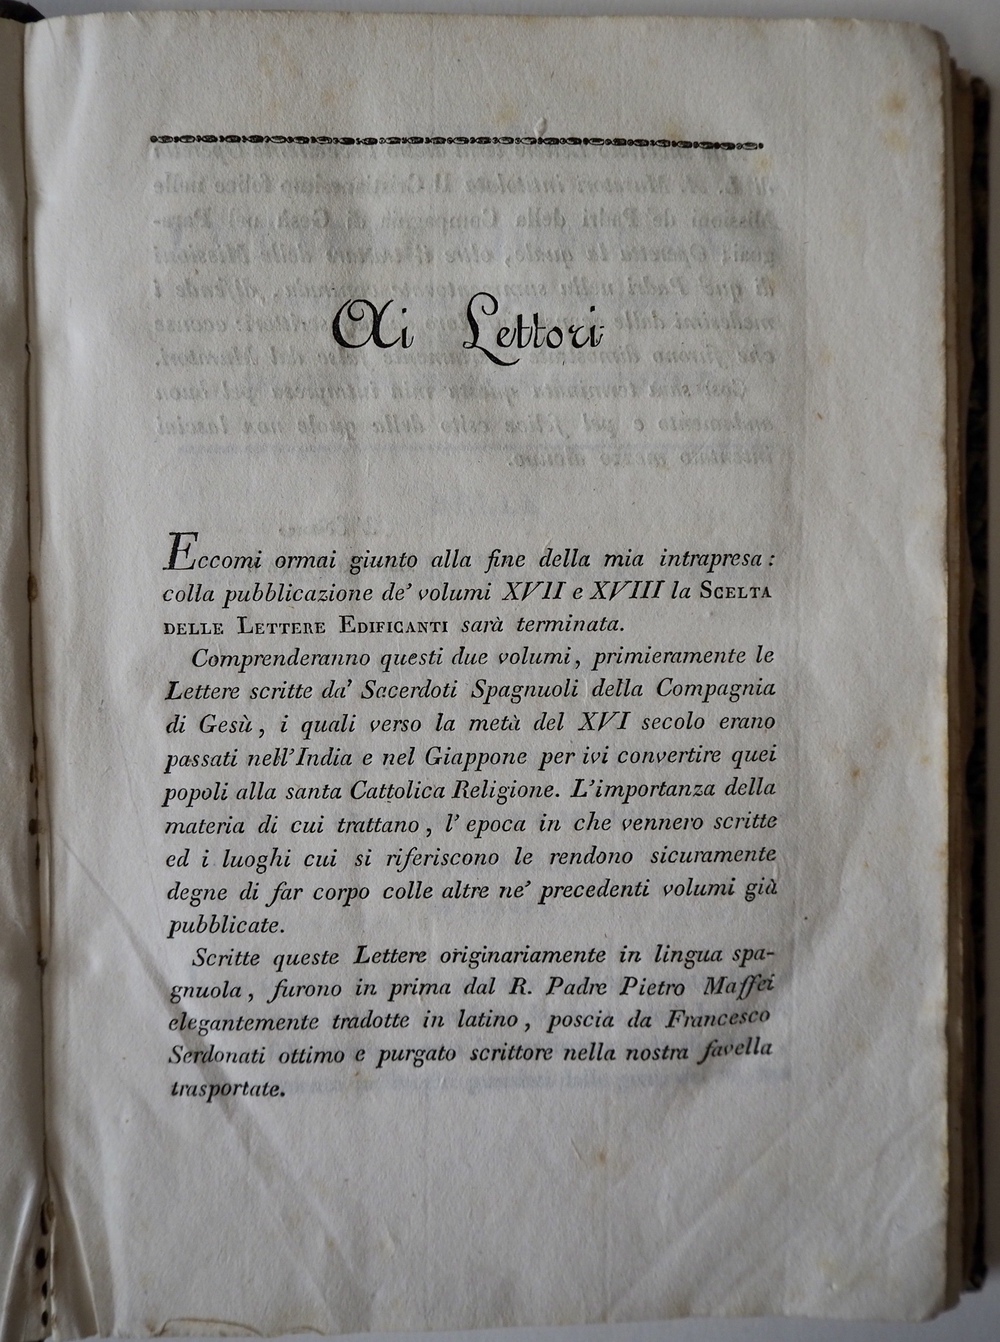 Ai Lettori
Eccomi ormai giunto alla fine della mia intrapresa:
colla pubblicazione de' volumi XVII e XVIII la SCELTA
DELLE LETTERE EDIFICANTI sarà terminata.
Comprenderanno questi due volumi, primieramente le
Lettere scritte da' Sacerdoti Spagnuoli della Compagnia
di Gesù, i quali verso la metà del XVI secolo erano
passati nell'India e nel Giappone per ivi convertire quei
popoli alla santa Cattolica Religione. L'importanza della
materia di cui trattano, l' epoca in che vennero scritte
ed i luoghi cui si riferiscono le rendono sicuramente
degne di far corpo colle altre ne' precedenti volumi già
pubblicate.
Scritte queste Lettere originariamente in lingua spa-
gnuola, furono in prima dal R. Padre Pietro Maffei
elegantemente tradotte in latino, poscia da Francesco
Serdonati ottimo e purgato scrittore nella nostra favella
trasportate.